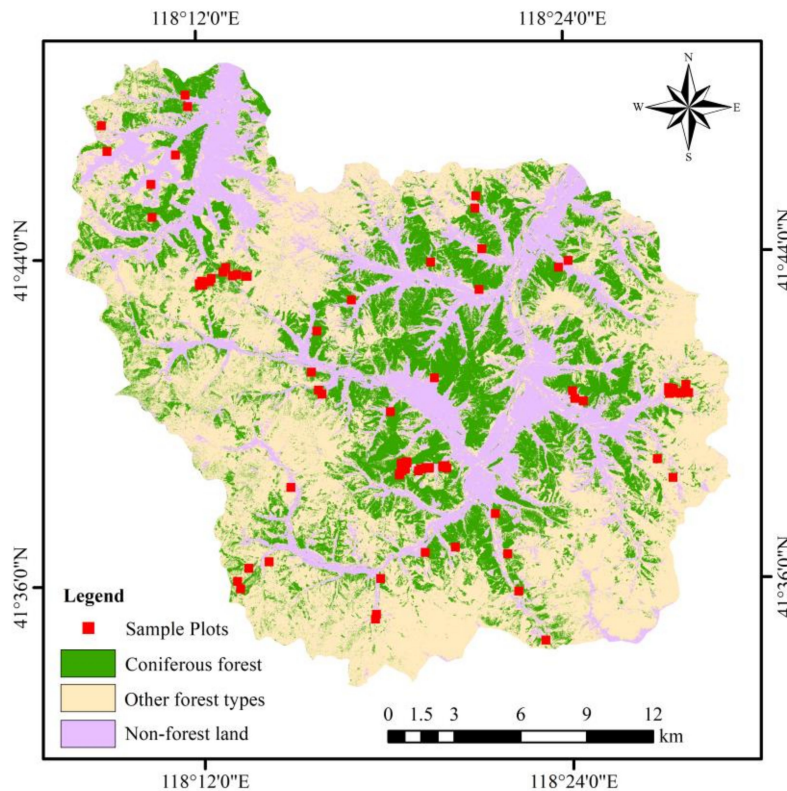 118°12'0"E 118°24'0"E
N
W E
S
41°44'0"N 41°44'0"N
41°36'0"N 41°36'0"N
Legend
Sample Plots
Coniferous forest
Other forest types
Non-forest land
0 1.5 3 6 9 12
km
118°12'0"E 118°24'0"E